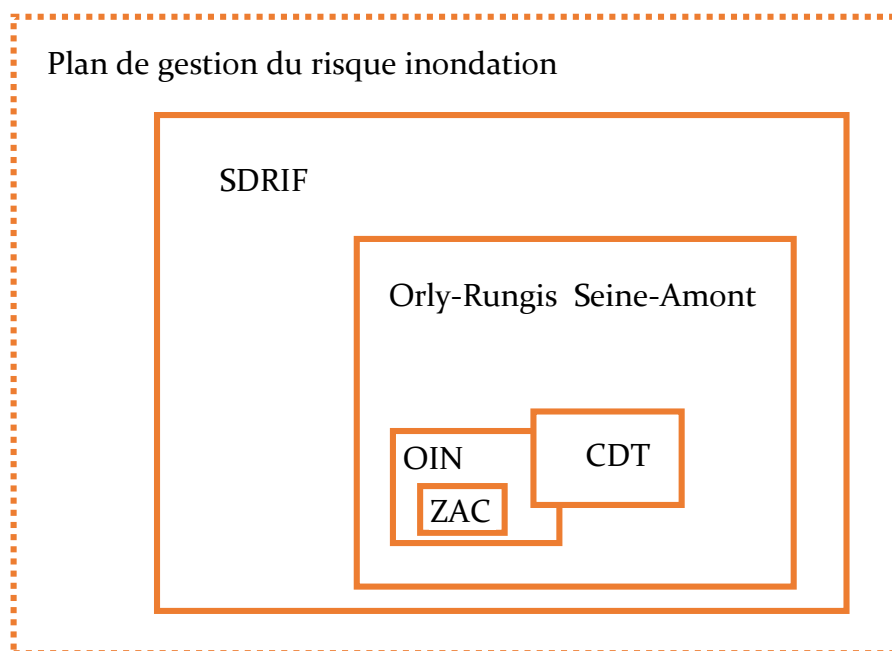 Plan de gestion du risque inondation
SDRIF
Orly-Rungis Seine-Amont
OIN
CDT
ZAC